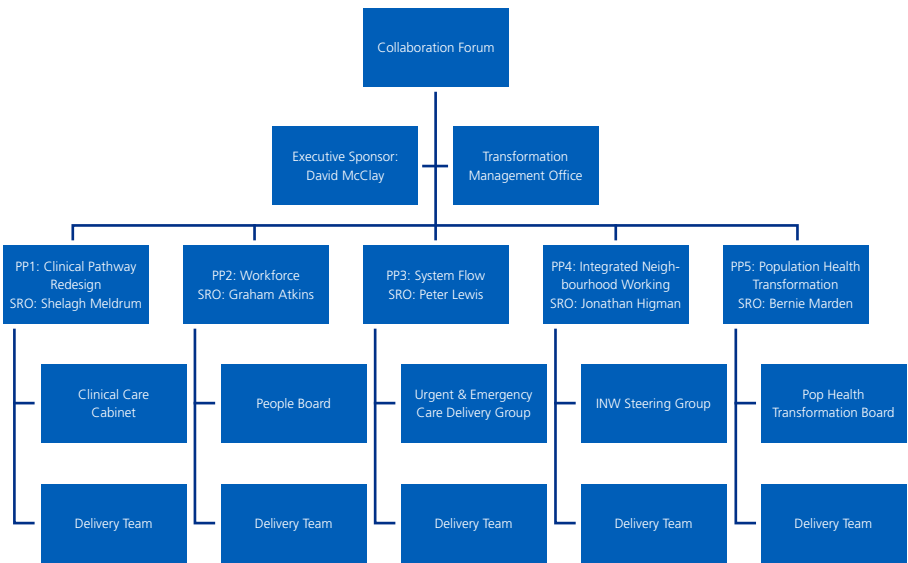 Collaboration Forum
Executive Sponsor:
David McClay
Transformation
Management Office
PP1: Clinical Pathway
Redesign
SRO: Shelagh Meldrum
PP2: Workforce
SRO: Graham Atkins
PP3: System Flow
SRO: Peter Lewis
PP4: Integrated Neigh-
bourhood Working
SRO: Jonathan Higman
PP5: Population Health
Transformation
SRO: Bernie Marden
Clinical Care
Cabinet
People Board
Urgent & Emergency
Care Delivery Group
INW Steering Group
Pop Health
Transformation Board
Delivery Team
Delivery Team
Delivery Team
Delivery Team
Delivery Team